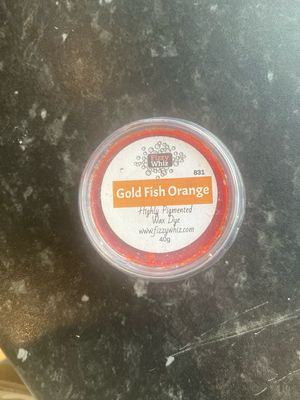 Fizzy
Whiz
831
Gold Fish Orange
Highly Pigmented
Wax Dye
www.fizzywhiz.com
40g